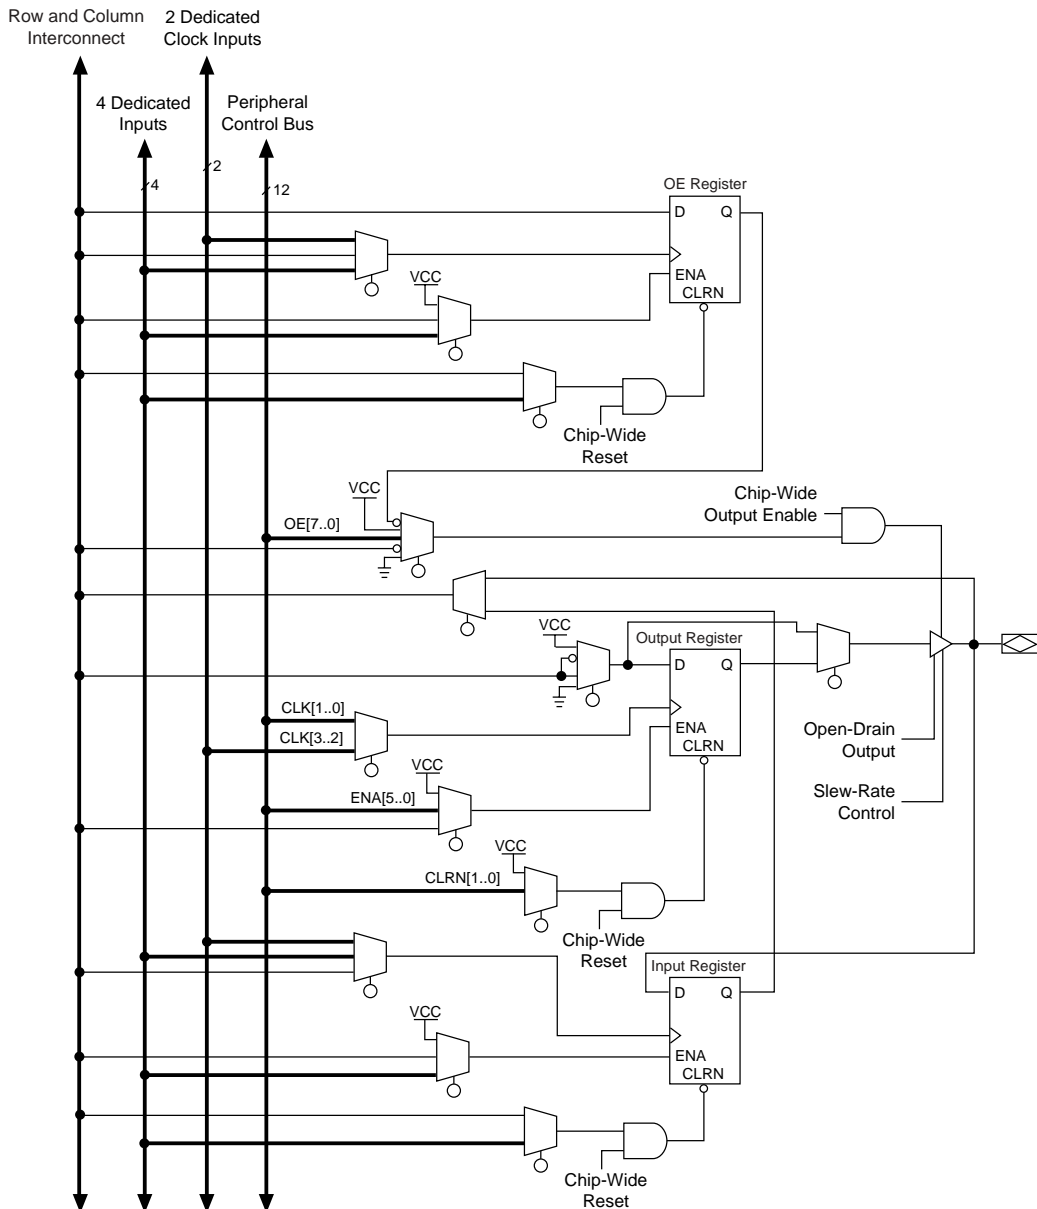 Row and Column
Interconnect
2 Dedicated
Clock Inputs
4 Dedicated
Inputs
Peripheral
Control Bus
2
4
12
OE Register
D Q
ENA
CLRN
VCC
Chip-Wide
Reset
VCC
OE[7..0]
Chip-Wide
Output Enable
VCC
Output Register
D Q
ENA
CLRN
CLK[1..0]
CLK[3..2]
Open-Drain
Output
VCC
ENA[5..0]
Slew-Rate
Control
VCC
CLRN[1..0]
Chip-Wide
Reset
Input Register
D Q
ENA
CLRN
VCC
Chip-Wide
Reset